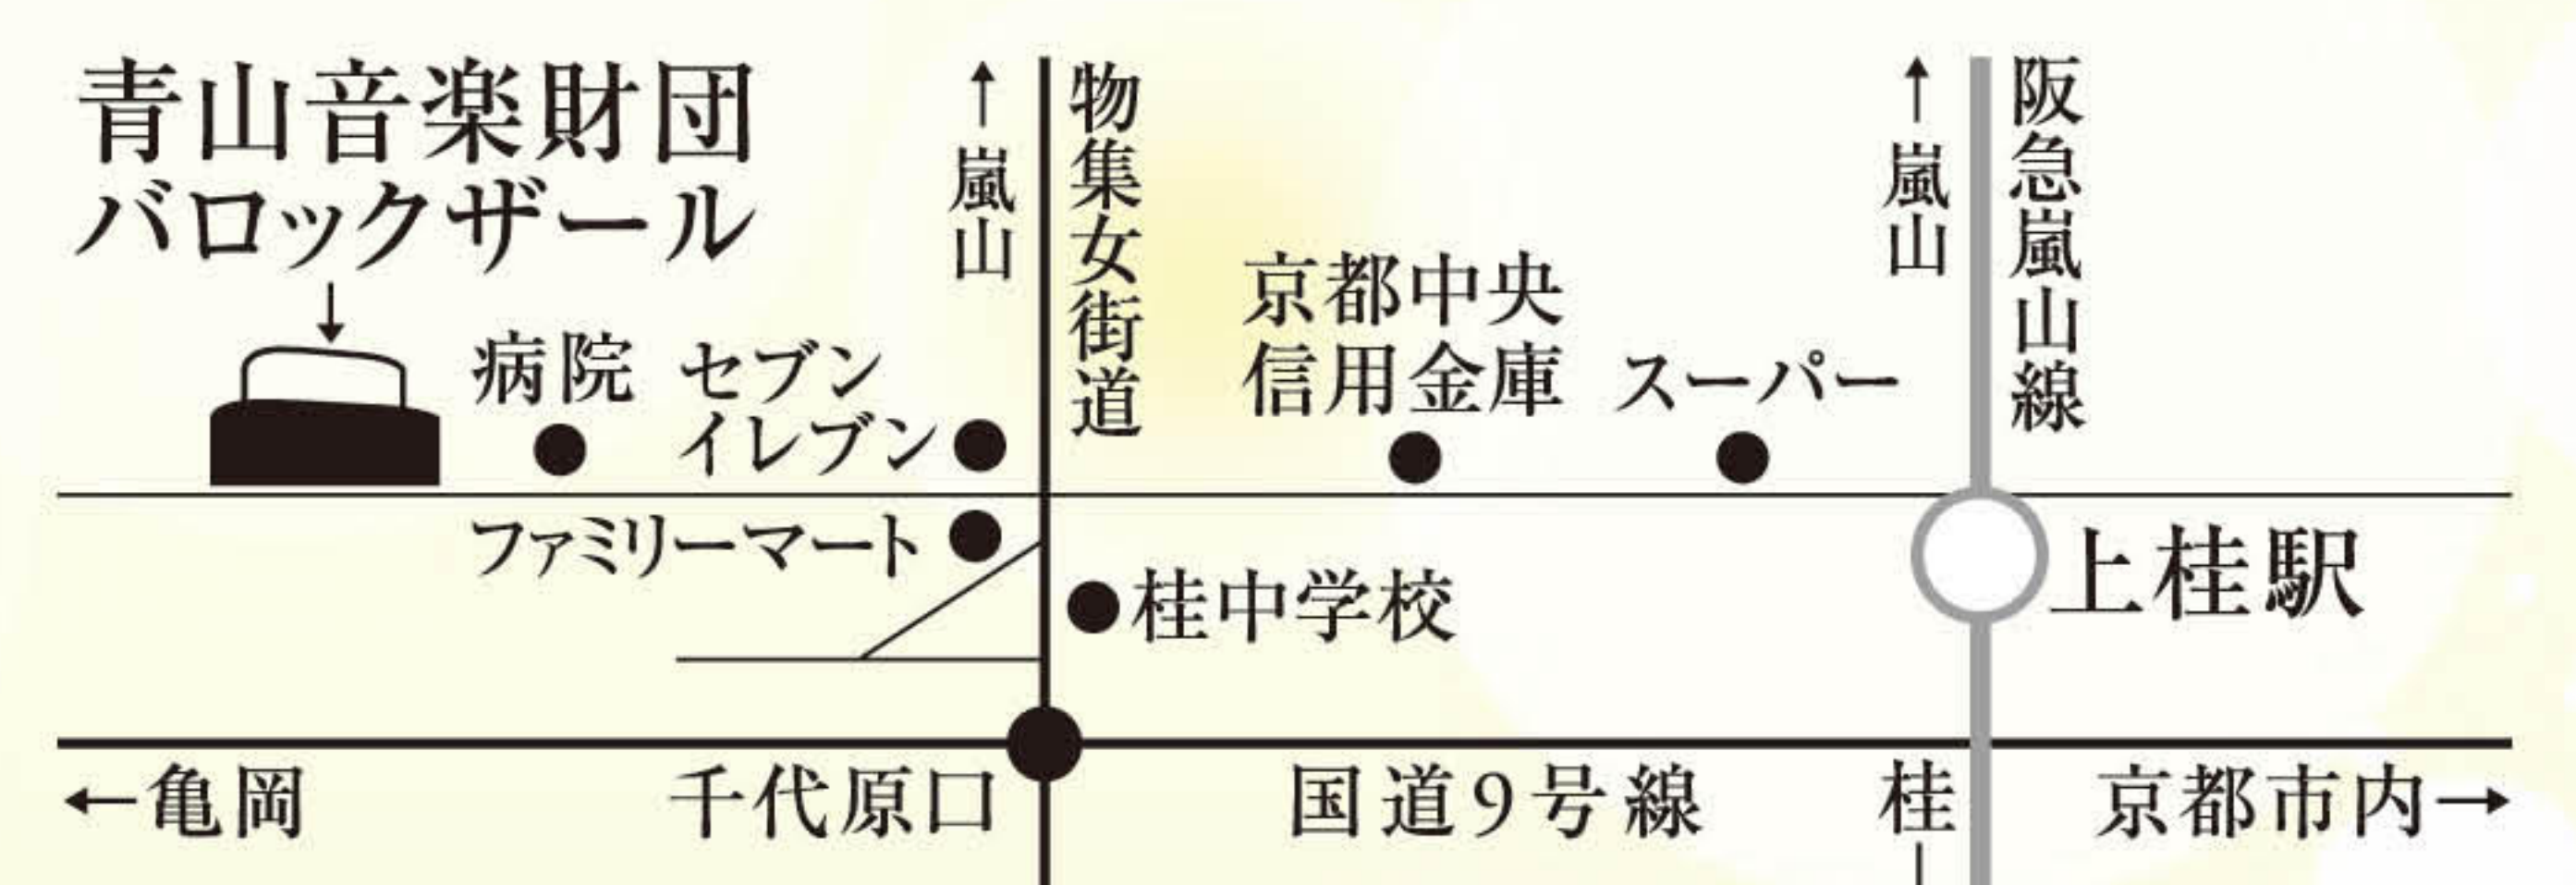 青山音楽財団
バロックザール
↓
病院
セブン
イレブン
ファミリーマート
↑嵐山
物集女街道
京都中央
信用金庫
スーパー
↑嵐山
阪急嵐山線
上桂駅
桂中学校
←亀岡
千代原口
国道9号線
桂
京都市内→